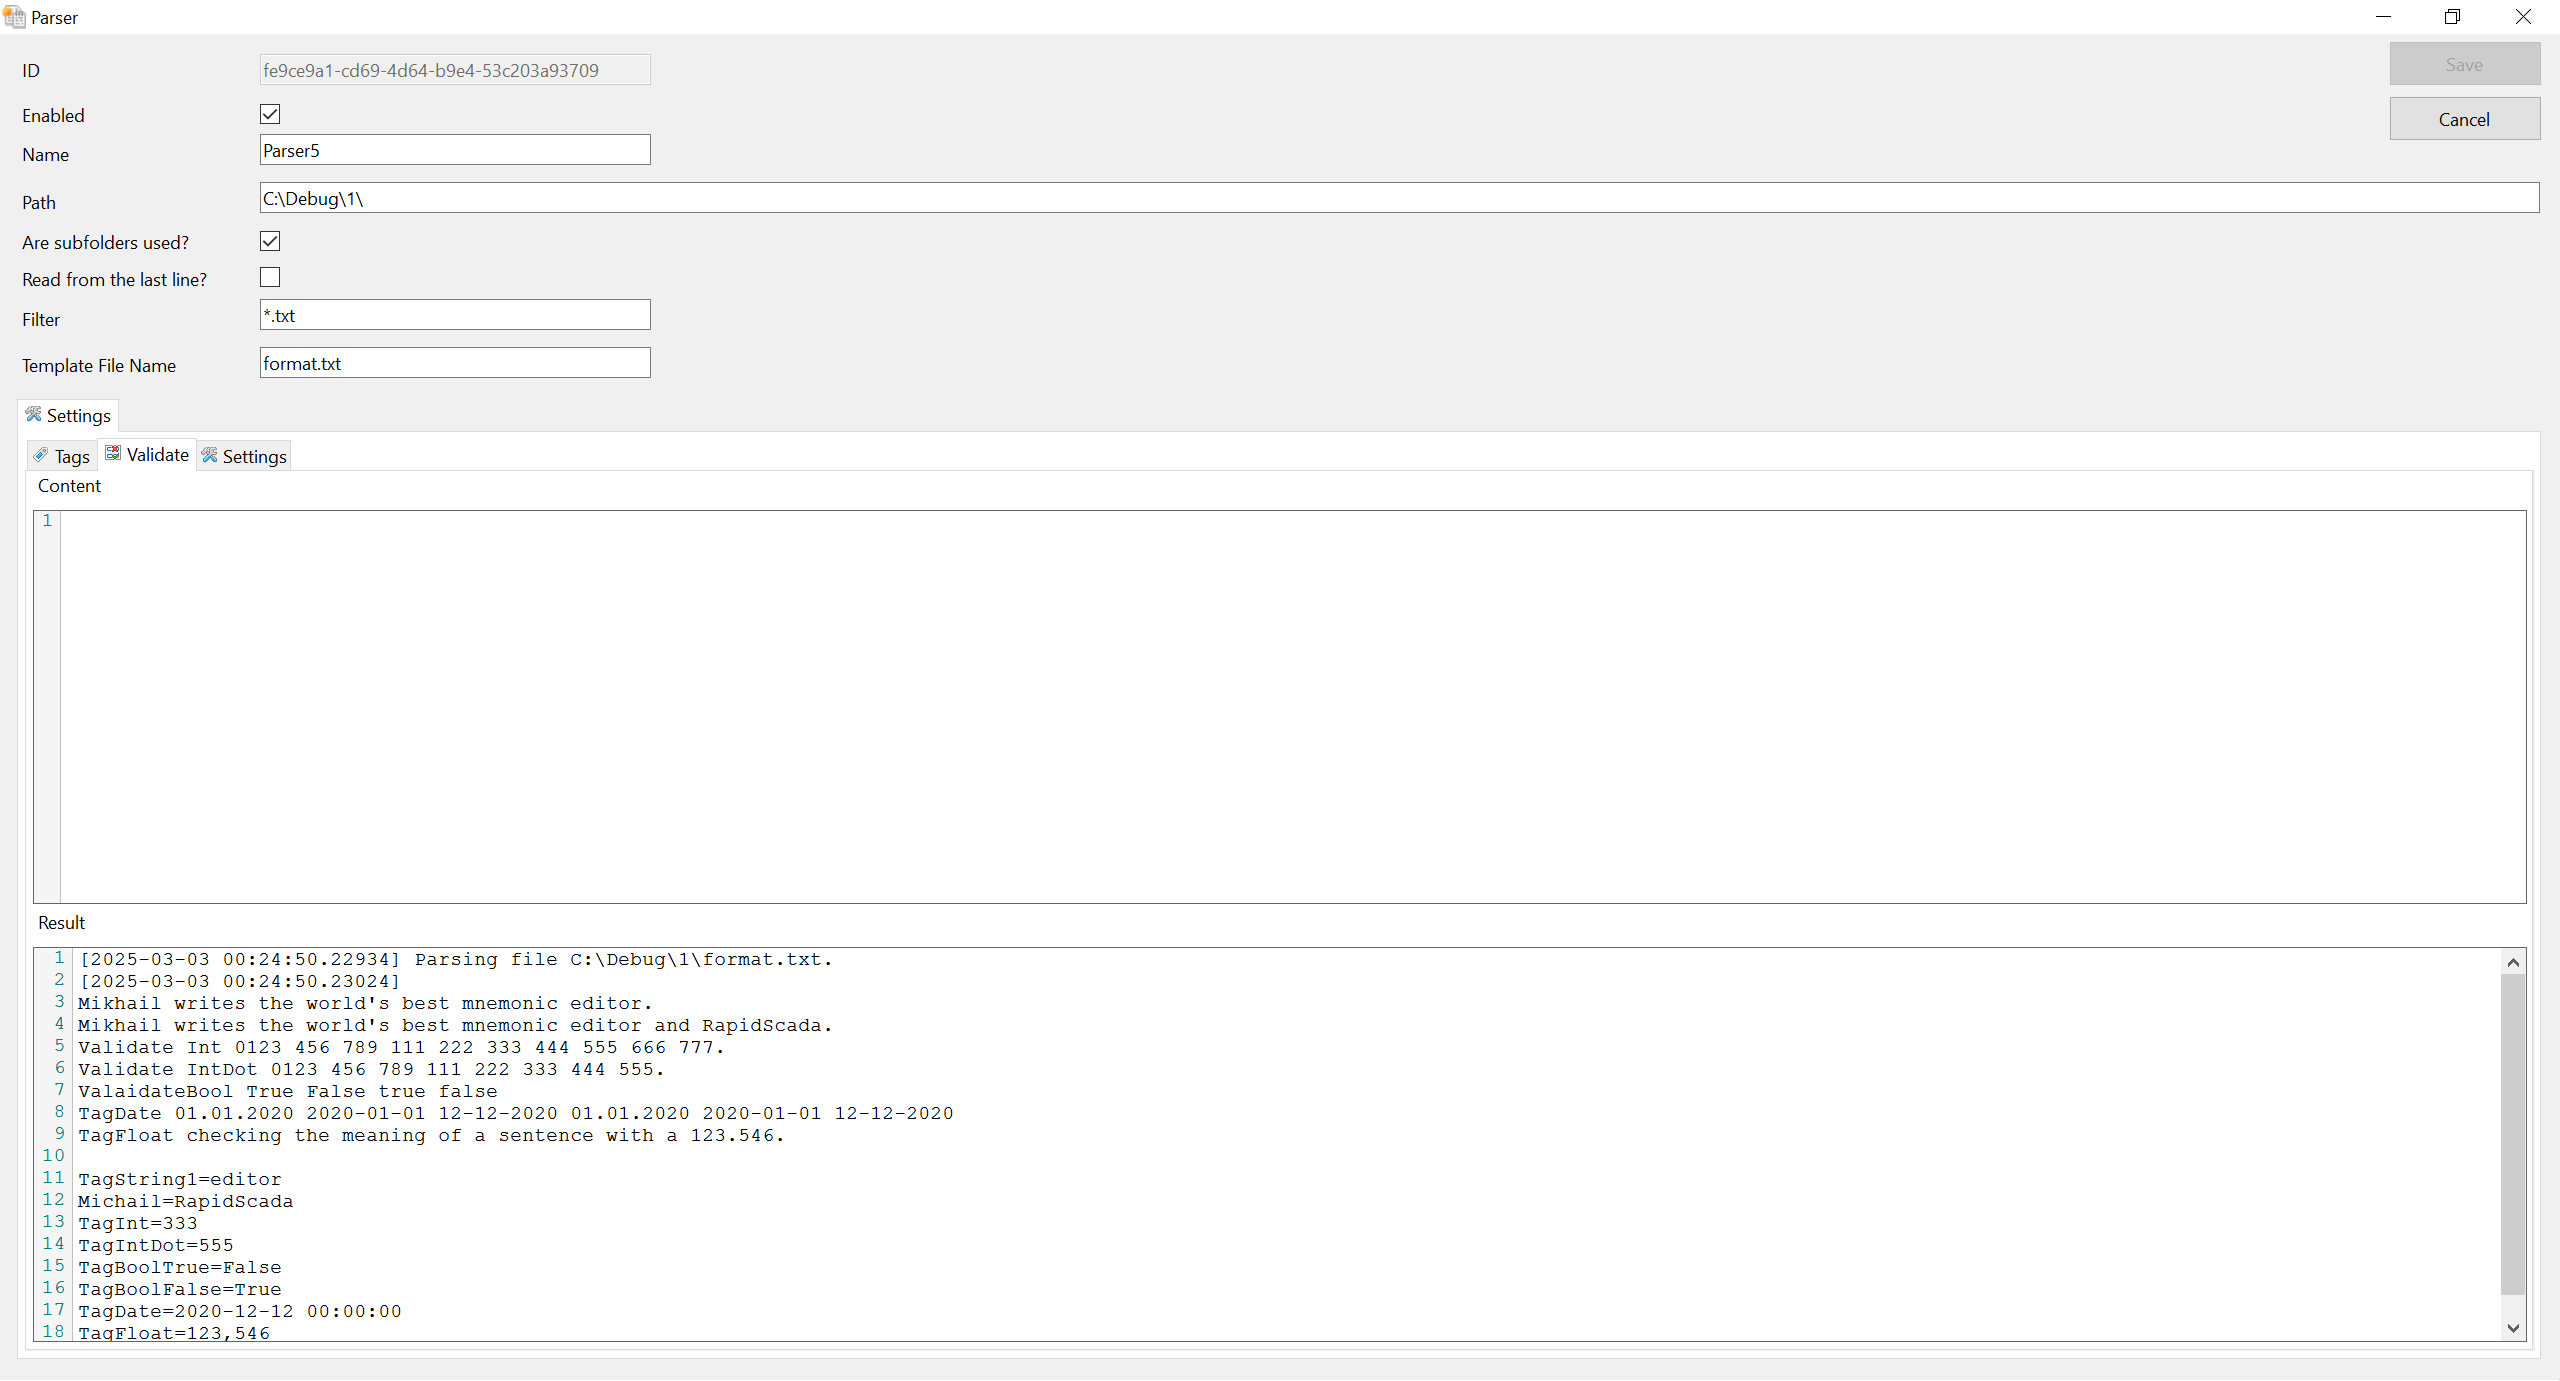 Parser
ID fe9ce9a1-cd69-4d64-b9e4-53c203a93709 Save
Enabled Cancel
Name Parser5
Path C:\Debug\1\
Are subfolders used?
Read from the last line?
Filter *.txt
Template File Name format.txt
Settings
Tags Validate Settings
Content
1
Result
1 [2025-03-03 00:24:50.22934] Parsing file C:\Debug\1\format.txt.
2 [2025-03-03 00:24:50.23024]
3 Mikhail writes the world's best mnemonic editor.
4 Mikhail writes the world's best mnemonic editor and RapidScada.
5 Validate Int 0123 456 789 111 222 333 444 555 666 777.
6 Validate IntDot 0123 456 789 111 222 333 444 555.
7 ValaidateBool True False true false
8 TagDate 01.01.2020 2020-01-01 12-12-2020 01.01.2020 2020-01-01 12-12-2020
9 TagFloat checking the meaning of a sentence with a 123.546.
10
11 TagString1=editor
12 Michail=RapidScada
13 TagInt=333
14 TagIntDot=555
15 TagBoolTrue=False
16 TagBoolFalse=True
17 TagDate=2020-12-12 00:00:00
18 TagFloat=123,546